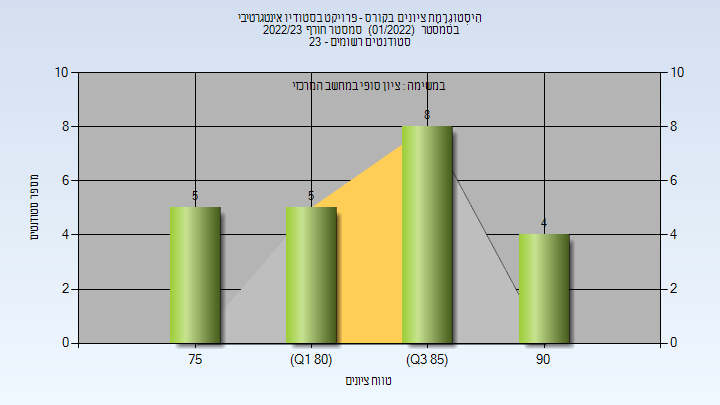 היסטוגרמת ציונים בקורס - פרויקט בסטודיו אינטגרטיבי
בסמסטר (01/2022) סמסטר חורף 2022/23
סטודנטים רשומים - 23
במשימה : ציון סופי במחשב המרכזי
10 10
8 8
6 6
4 4
2 2
0 0
5 5 8 4
מספר סטודנטים
75 (Q1 80) (Q3 85) 90
טווח ציונים